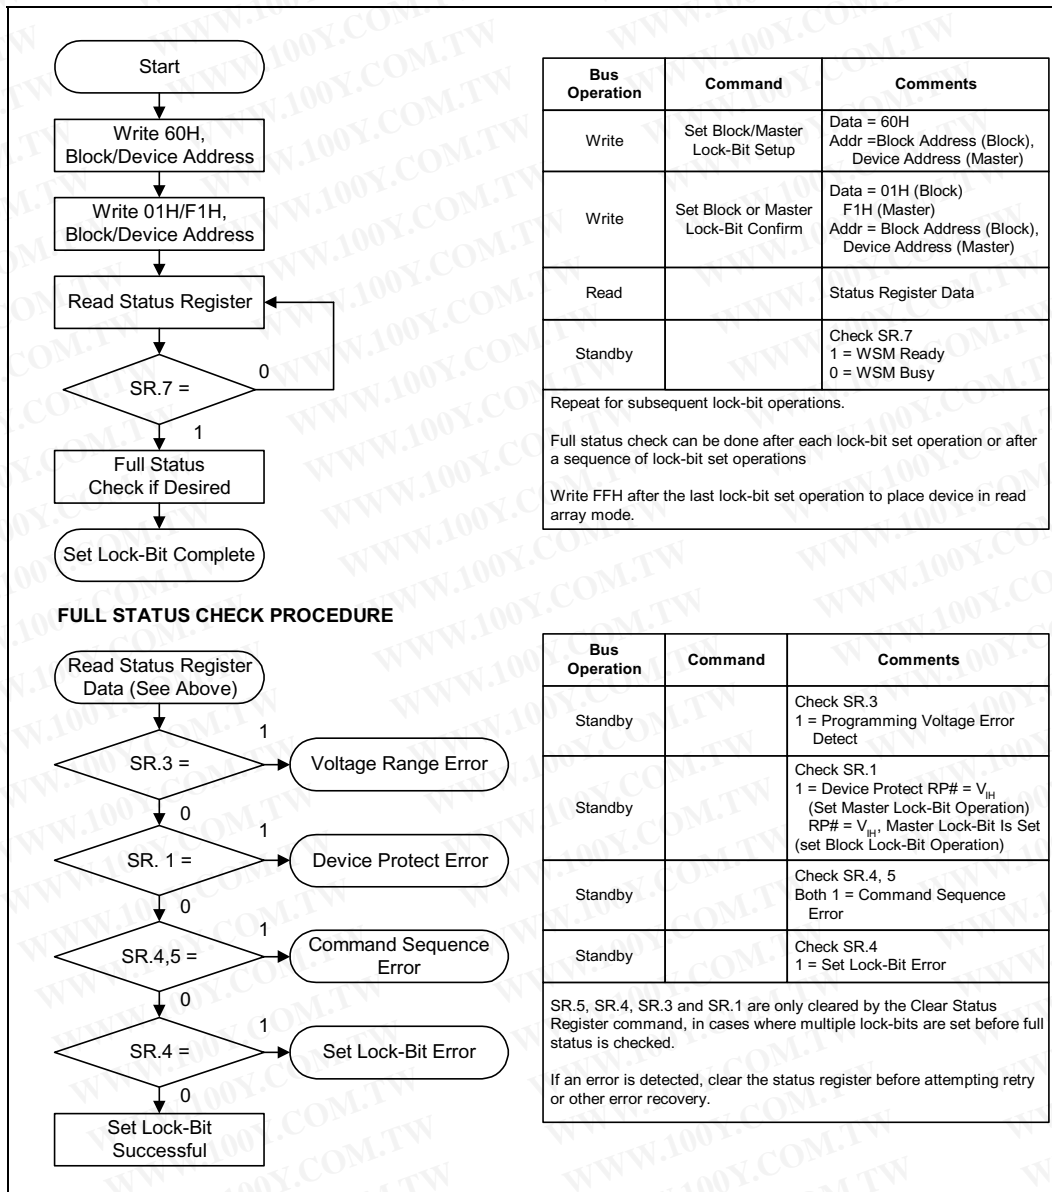 Start
Write 60H,
Block/Device Address
Write 01H/F1H,
Block/Device Address
Read Status Register
SR.7 =
0
1
Full Status
Check if Desired
Set Lock-Bit Complete
Bus Operation | Command | Comments
Write | Set Block/Master Lock-Bit Setup | Data = 60H
Addr =Block Address (Block),
Device Address (Master)
Write | Set Block or Master Lock-Bit Confirm | Data = 01H (Block)
F1H (Master)
Addr = Block Address (Block),
Device Address (Master)
Read | Status Register Data
Standby | Check SR.7
1 = WSM Ready
0 = WSM Busy
Repeat for subsequent lock-bit operations.
Full status check can be done after each lock-bit set operation or after
a sequence of lock-bit set operations
Write FFH after the last lock-bit set operation to place device in read
array mode.
FULL STATUS CHECK PROCEDURE
Read Status Register
Data (See Above)
SR.3 =
1
Voltage Range Error
0
SR. 1 =
1
Device Protect Error
0
SR.4,5 =
1
Command Sequence
Error
0
SR.4 =
1
Set Lock-Bit Error
0
Set Lock-Bit
Successful
Bus Operation | Command | Comments
Standby | Check SR.3
1 = Programming Voltage Error
Detect
Standby | Check SR.1
1 = Device Protect RP# = VIH
(Set Master Lock-Bit Operation)
RP# = VIH, Master Lock-Bit Is Set
(set Block Lock-Bit Operation)
Standby | Check SR.4, 5
Both 1 = Command Sequence
Error
Standby | Check SR.4
1 = Set Lock-Bit Error
SR.5, SR.4, SR.3 and SR.1 are only cleared by the Clear Status
Register command, in cases where multiple lock-bits are set before full
status is checked.
If an error is detected, clear the status register before attempting retry
or other error recovery.
WWW.100Y.COM.TW